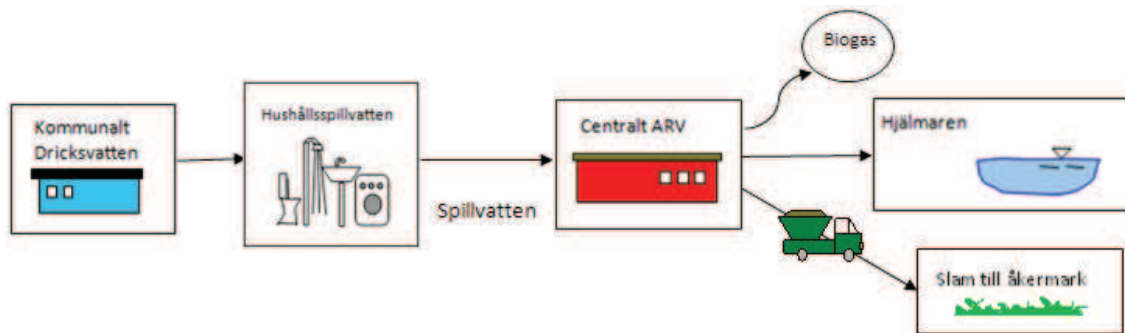 Kommunalt
Dricksvatten
Hushållsspillvatten
Spillvatten
Centralt ARV
Biogas
Hjälmaren
Slam till åkermark